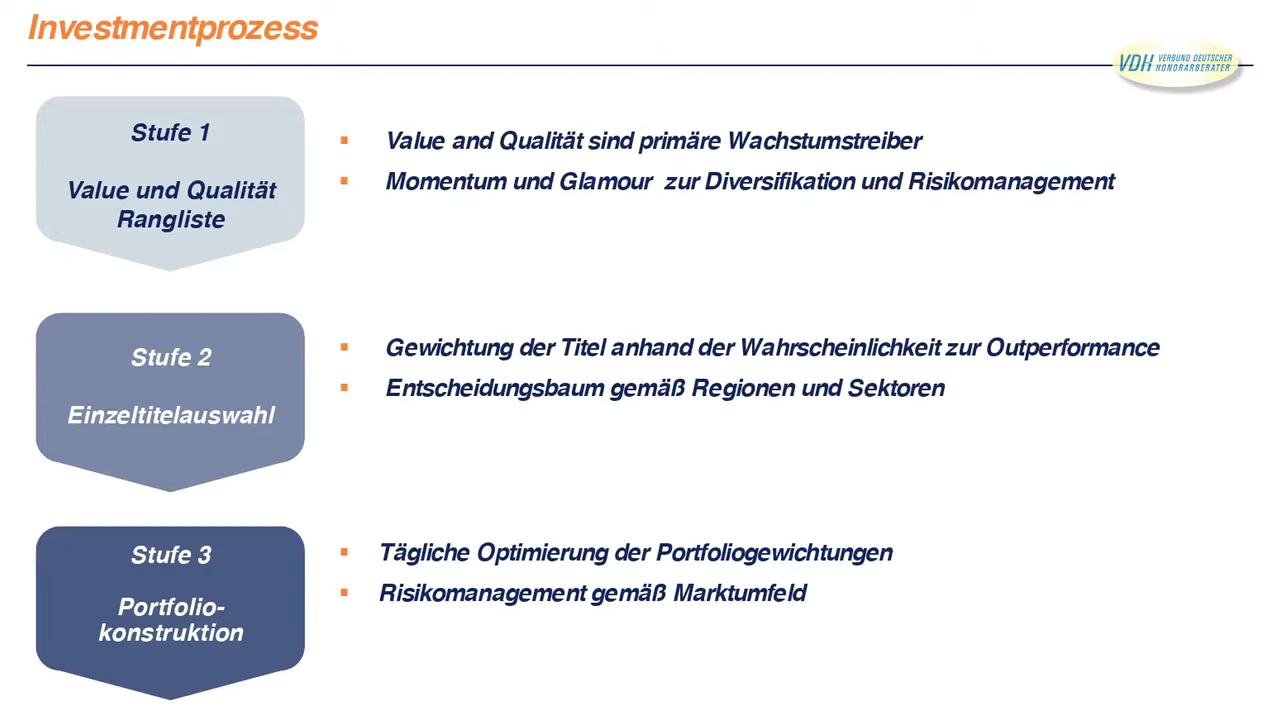 Investmentprozess
VDH VERBUND DEUTSCHER
HONORARBERATER
Stufe 1
Value und Qualität
Rangliste
Value and Qualität sind primäre Wachstumstreiber
Momentum und Glamour zur Diversifikation und Risikomanagement
Stufe 2
Einzeltitelauswahl
Gewichtung der Titel anhand der Wahrscheinlichkeit zur Outperformance
Entscheidungsbaum gemäß Regionen und Sektoren
Stufe 3
Portfolio-
konstruktion
Tägliche Optimierung der Portfoliogewichtungen
Risikomanagement gemäß Marktumfeld